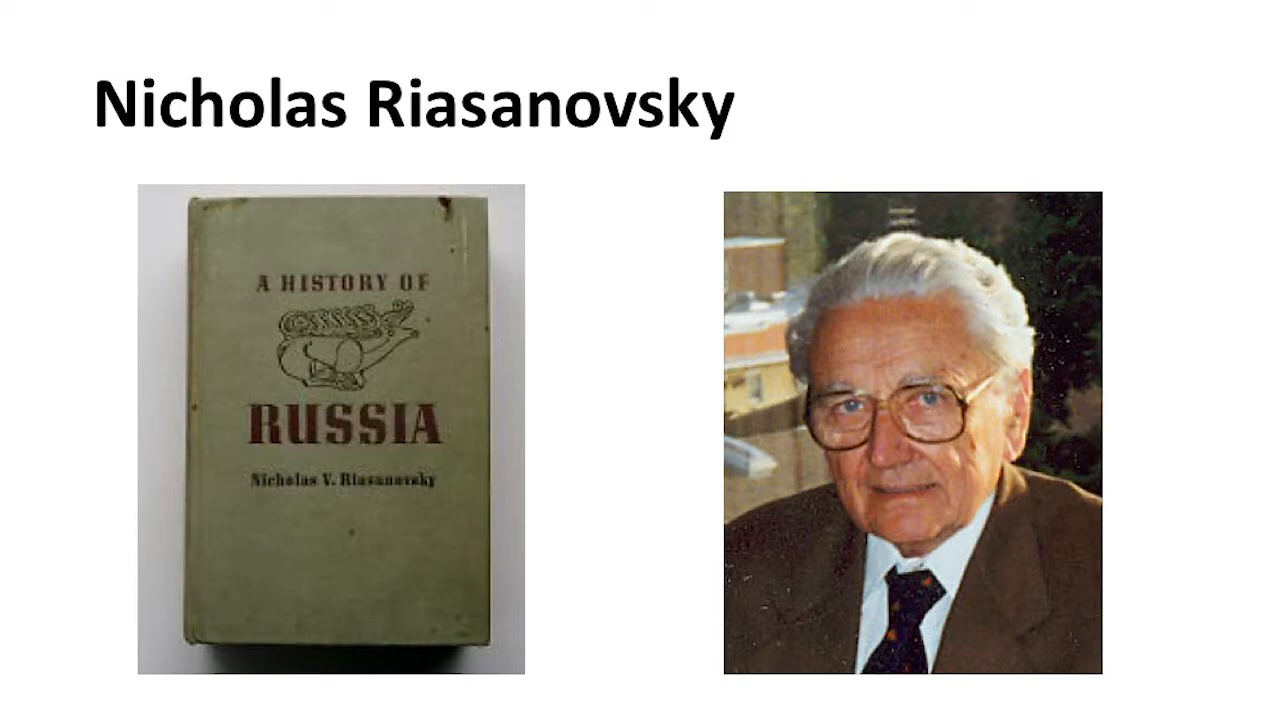 Nicholas Riasanovsky
A HISTORY OF
RUSSIA
Nicholas V. Riasanovsky